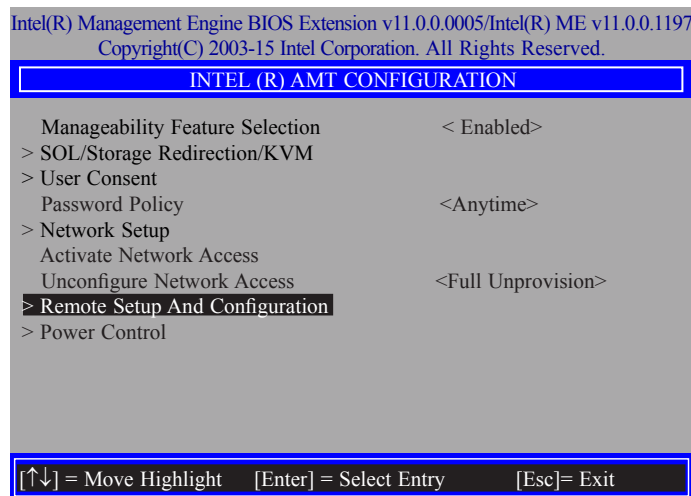 Intel(R) Management Engine BIOS Extension v11.0.0.0005/Intel(R) ME v11.0.0.1197
Copyright(C) 2003-15 Intel Corporation. All Rights Reserved.
INTEL (R) AMT CONFIGURATION
Manageability Feature Selection < Enabled>
> SOL/Storage Redirection/KVM
> User Consent
Password Policy <Anytime>
> Network Setup
Activate Network Access
Unconfigure Network Access <Full Unprovision>
> Remote Setup And Configuration
> Power Control
[↑↓] = Move Highlight [Enter] = Select Entry [Esc]= Exit